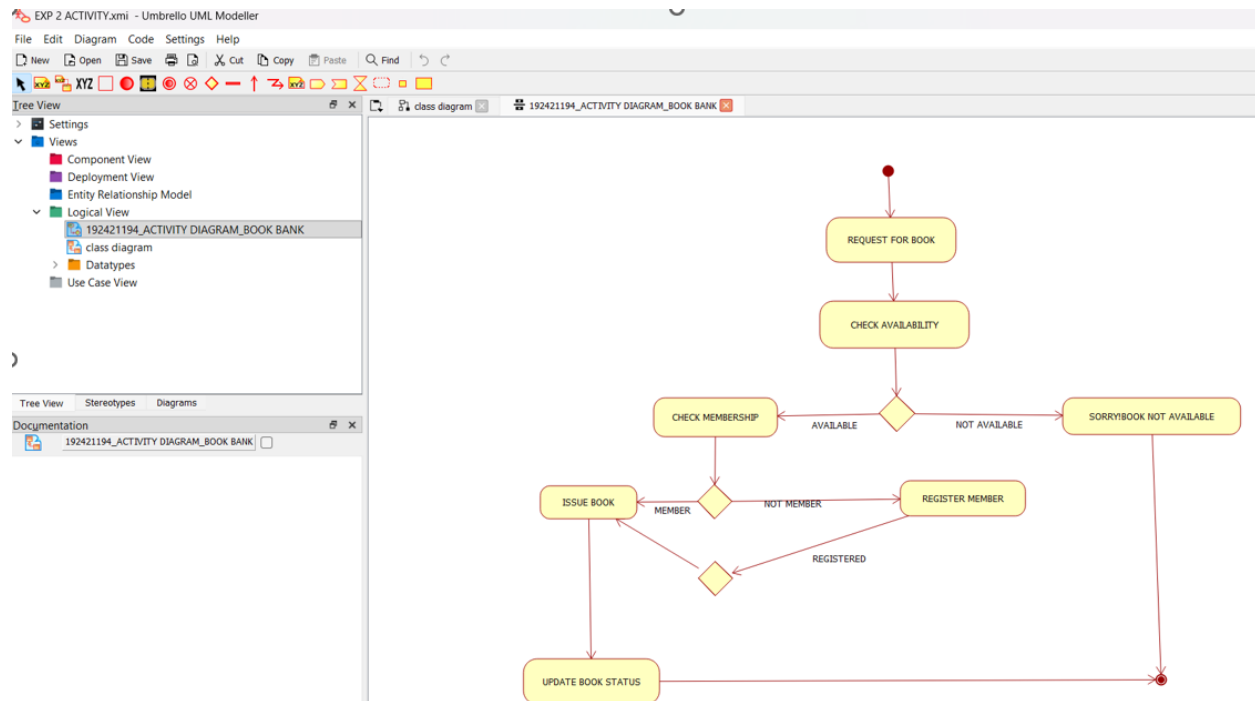 EXP 2 ACTIVITY.xmi - Umbrello UML Modeller
File Edit Diagram Code Settings Help
New Open Save Cut Copy Paste Find
XYZ XYZ
Tree View
class diagram
192421194_ACTIVITY DIAGRAM_BOOK BANK
Settings
Views
Component View
Deployment View
Entity Relationship Model
Logical View
192421194_ACTIVITY DIAGRAM_BOOK BANK
class diagram
Datatypes
Use Case View
Tree View Stereotypes Diagrams
Documentation
192421194_ACTIVITY DIAGRAM_BOOK BANK
REQUEST FOR BOOK
CHECK AVAILABILITY
CHECK MEMBERSHIP
AVAILABLE
NOT AVAILABLE
SORRY!BOOK NOT AVAILABLE
ISSUE BOOK
MEMBER
NOT MEMBER
REGISTER MEMBER
REGISTERED
UPDATE BOOK STATUS